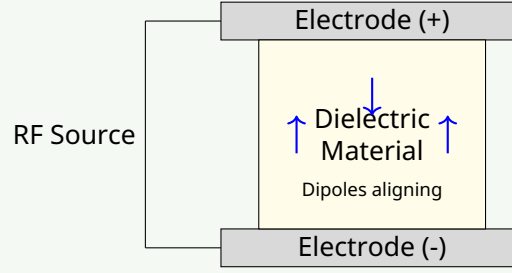 Electrode (+)
RF Source
Dielectric
Material
Dipoles aligning
Electrode (-)